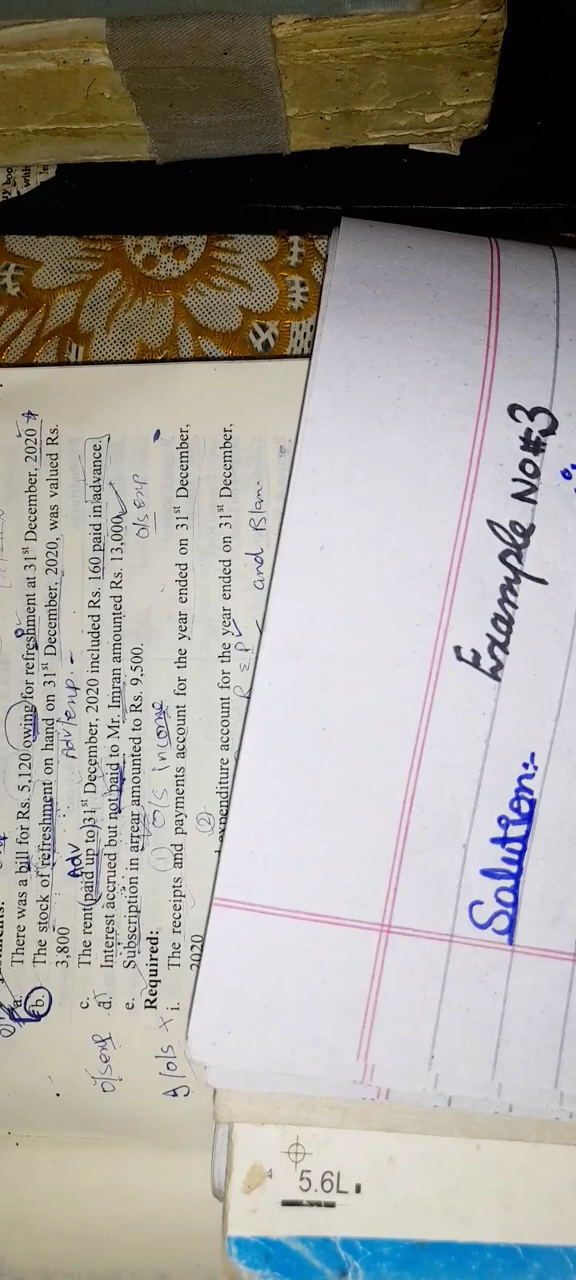 a. There was a bill for Rs. 5,120 owing for refreshment at 31st December, 2020
b. The stock of refreshment on hand on 31st December, 2020, was valued Rs.
3,800
Adv exp.
Adv
c. The rent (paid up to) 31st December, 2020 included Rs. 160 paid in advance.
d. Interest accrued but not paid to Mr. Imran amounted Rs. 13,000
o/s exp
o/s exp
e. Subscription in arrear amounted to Rs. 9,500.
Required:
(1) O/S income
i. The receipts and payments account for the year ended on 31st December,
2020
(2)
expenditure account for the year ended on 31st December,
R & P
and Blan.
Example No#3
Salution:-
5.6L